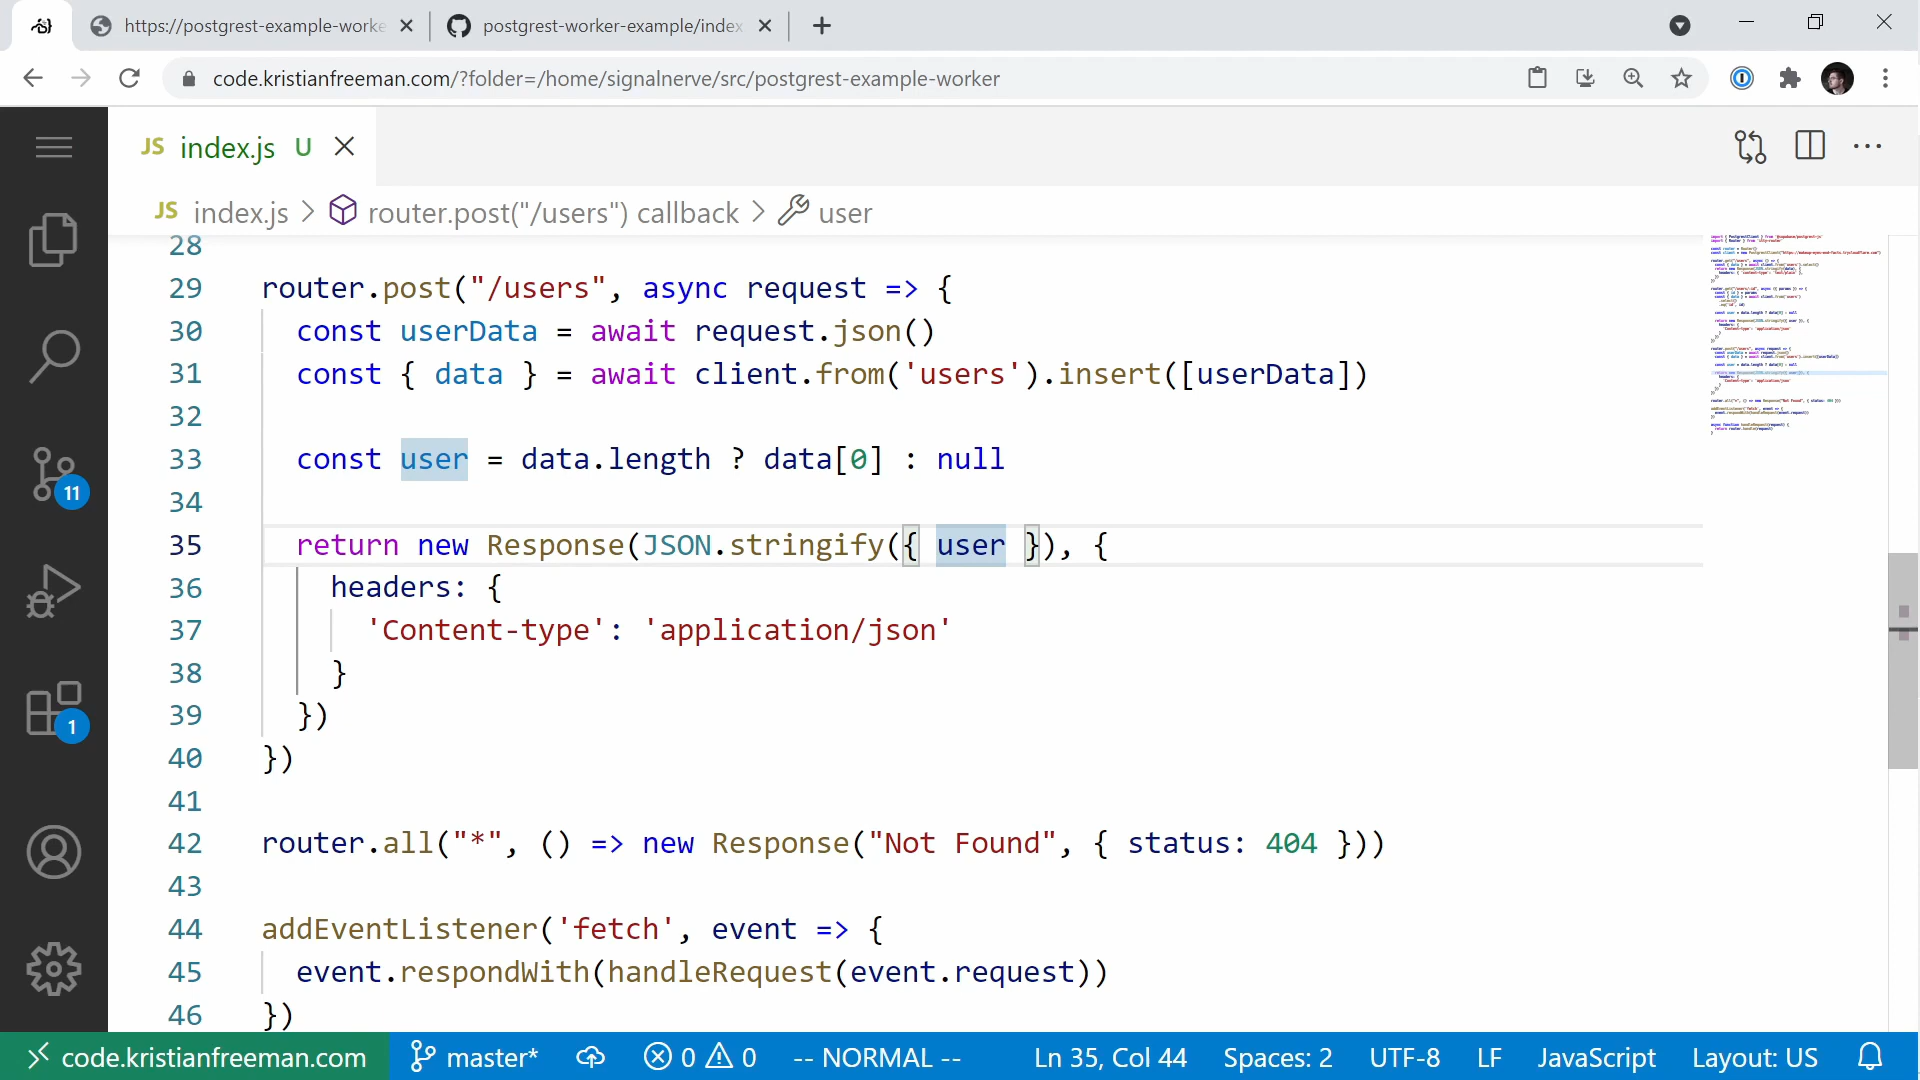 https://postgrest-example-worke
postgrest-worker-example/index
code.kristianfreeman.com/?folder=/home/signalnerve/src/postgrest-example-worker
JS index.js U
JS index.js > router.post("/users") callback > user
28
29 router.post("/users", async request => {
30 const userData = await request.json()
31 const { data } = await client.from('users').insert([userData])
32
33 const user = data.length ? data[0] : null
34
35 return new Response(JSON.stringify({ user }), {
36 headers: {
37 'Content-type': 'application/json'
38 }
39 })
40 })
41
42 router.all("*", () => new Response("Not Found", { status: 404 }))
43
44 addEventListener('fetch', event => {
45 event.respondWith(handleRequest(event.request))
46 })
11
1
code.kristianfreeman.com master* 0 0 -- NORMAL -- Ln 35, Col 44 Spaces: 2 UTF-8 LF JavaScript Layout: US